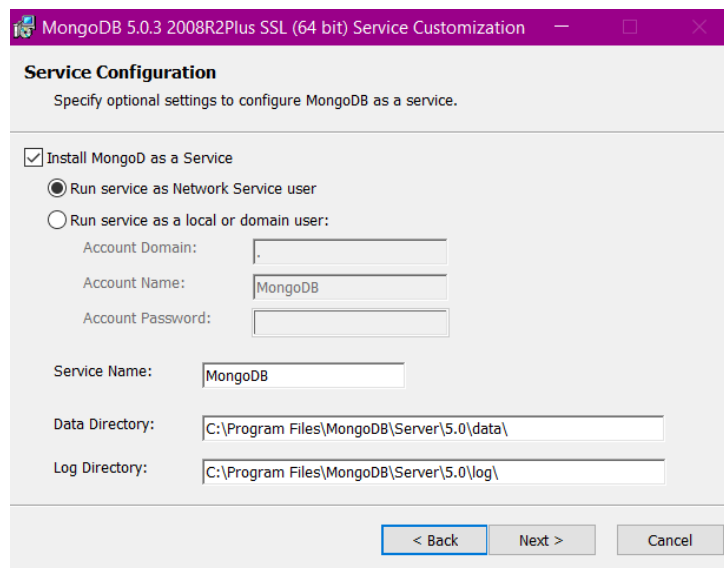 MongoDB 5.0.3 2008R2Plus SSL (64 bit) Service Customization
Service Configuration
Specify optional settings to configure MongoDB as a service.
Install MongoD as a Service
Run service as Network Service user
Run service as a local or domain user:
Account Domain: .
Account Name: MongoDB
Account Password:
Service Name: MongoDB
Data Directory: C:\Program Files\MongoDB\Server\5.0\data\
Log Directory: C:\Program Files\MongoDB\Server\5.0\log\
< Back Next > Cancel